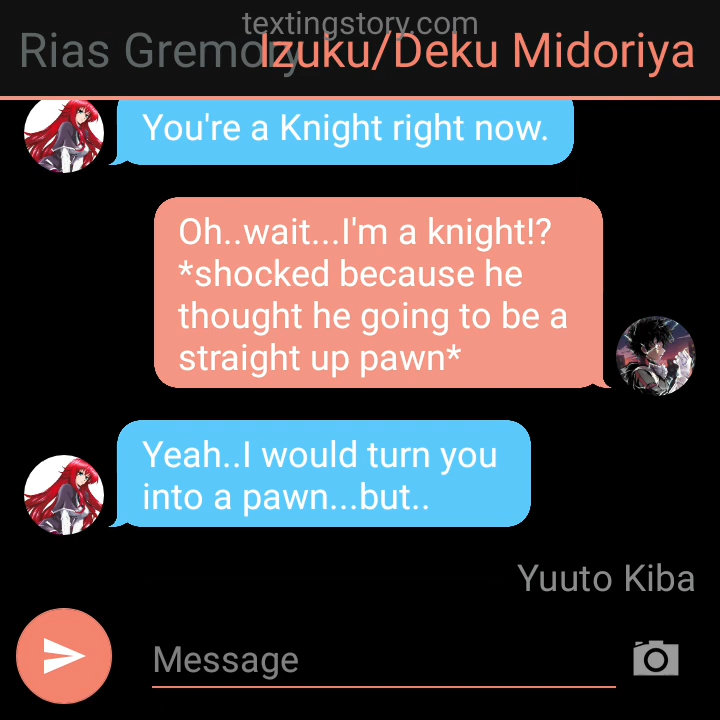 textingstory.com
Rias Gremory
Izuku/Deku Midoriya
You're a Knight right now.
Oh..wait...I'm a knight!?
*shocked because he
thought he going to be a
straight up pawn*
Yeah..I would turn you
into a pawn...but..
Yuuto Kiba
Message